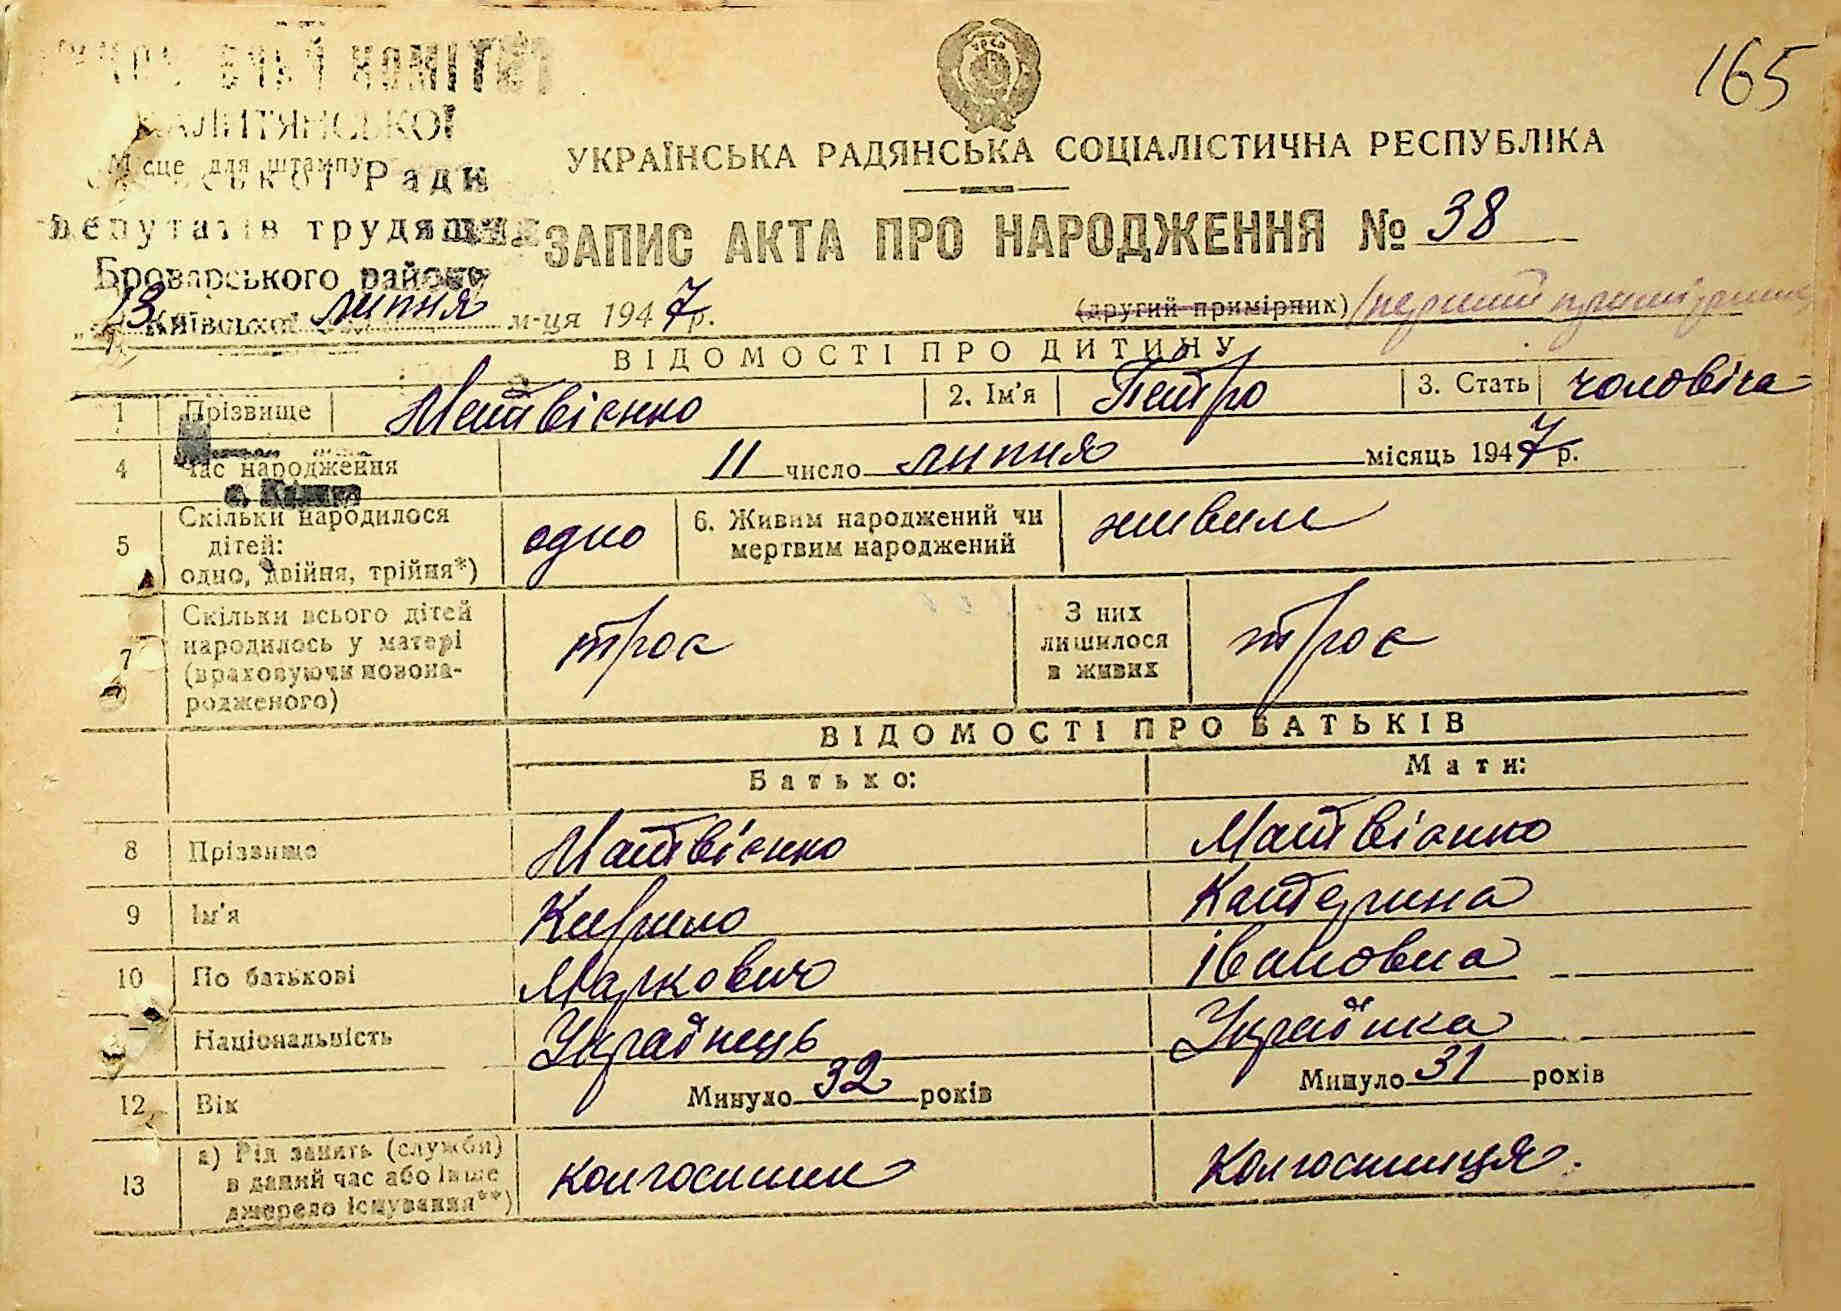 165
КОМІТЕТ
КАЛИТЯНСЬКОЇ
Місце для штампу
Ради
депутатів трудящих
Броварського району
Київської
УКРАЇНСЬКА РАДЯНСЬКА СОЦІАЛІСТИЧНА РЕСПУБЛІКА
ЗАПИС АКТА ПРО НАРОДЖЕННЯ № 38
13 липня м-ця 1947 р.
(другий примірник) /перший примірник/
ВІДОМОСТІ ПРО ДИТИНУ
1 Прізвище Матвієнко 2. Ім'я Петро 3. Стать чоловіча
4 Час народження 11 число липня місяць 1947 р.
5 Скільки народилося дітей: одно, двійня, трійня*) одно 6. Живим народжений чи мертвим народжений живим
7 Скільки всього дітей народилось у матері (враховуючи новонародженого) троє З них лишилося в живих троє
ВІДОМОСТІ ПРО БАТЬКІВ
Батько: Мати:
8 Прізвище Матвієнко Матвієнко
9 Ім'я Кирило Катерина
10 По батькові Маркович Івановна
Національність Українець Українка
12 Вік Минуло 32 років Минуло 31 років
13 а) Рід занять (служби) в даний час або інше джерело існування**) колгоспник Колгоспниця.